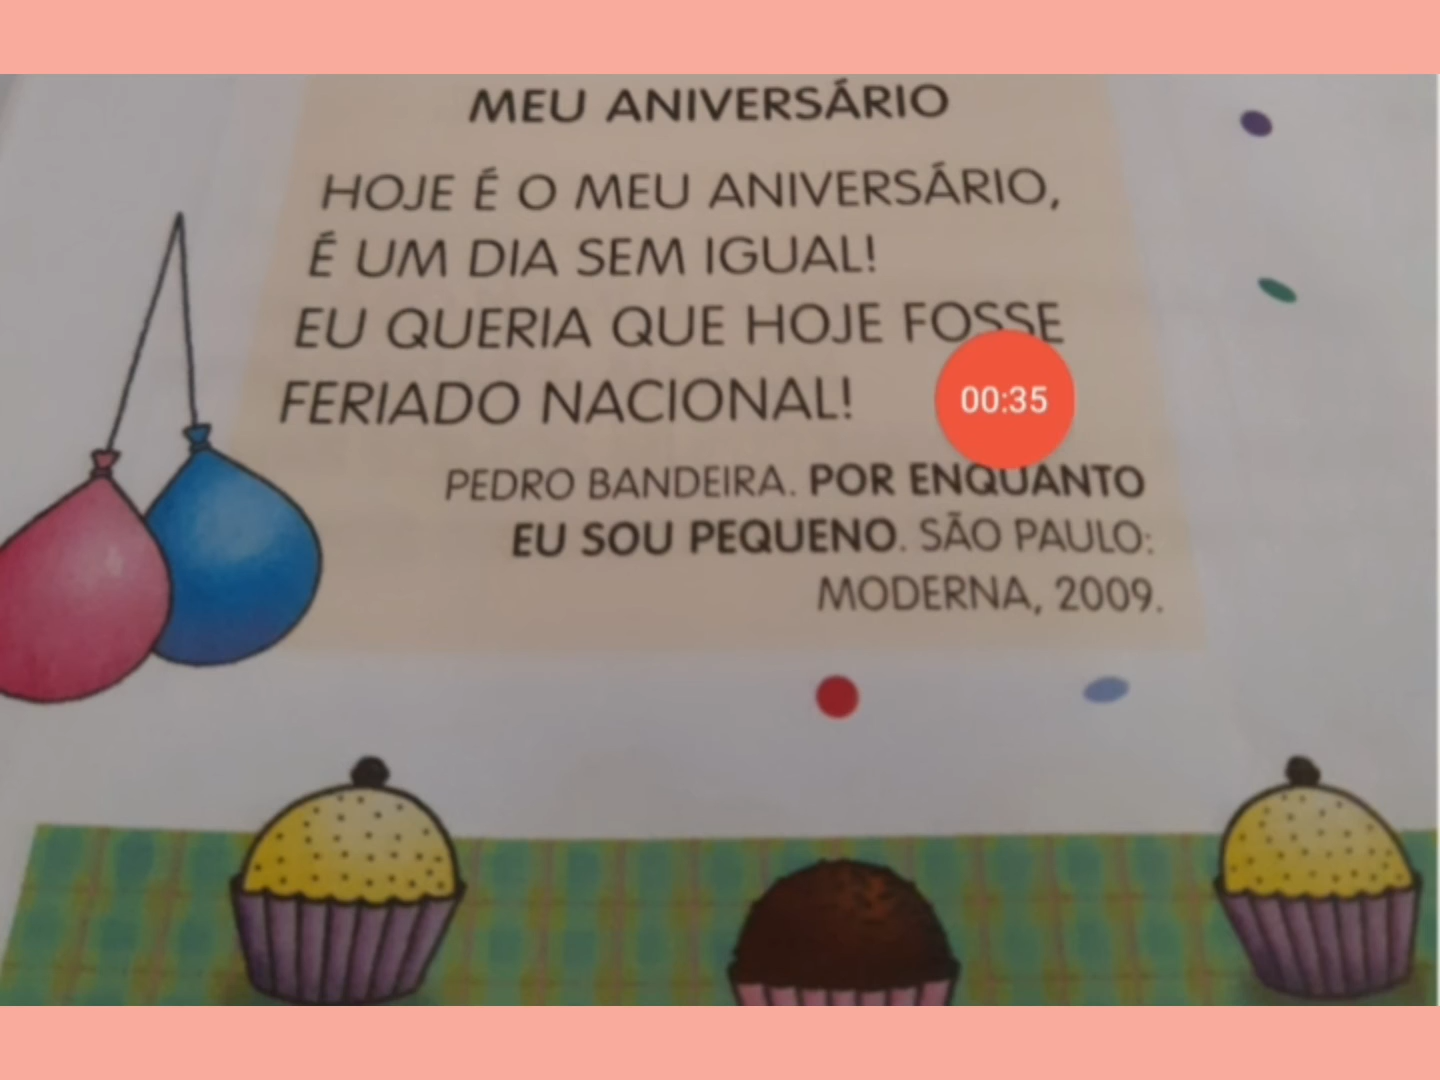 MEU ANIVERSÁRIO
HOJE É O MEU ANIVERSÁRIO,
É UM DIA SEM IGUAL!
EU QUERIA QUE HOJE FOSSE
FERIADO NACIONAL!
00:35
PEDRO BANDEIRA. POR ENQUANTO
EU SOU PEQUENO. SÃO PAULO:
MODERNA, 2009.